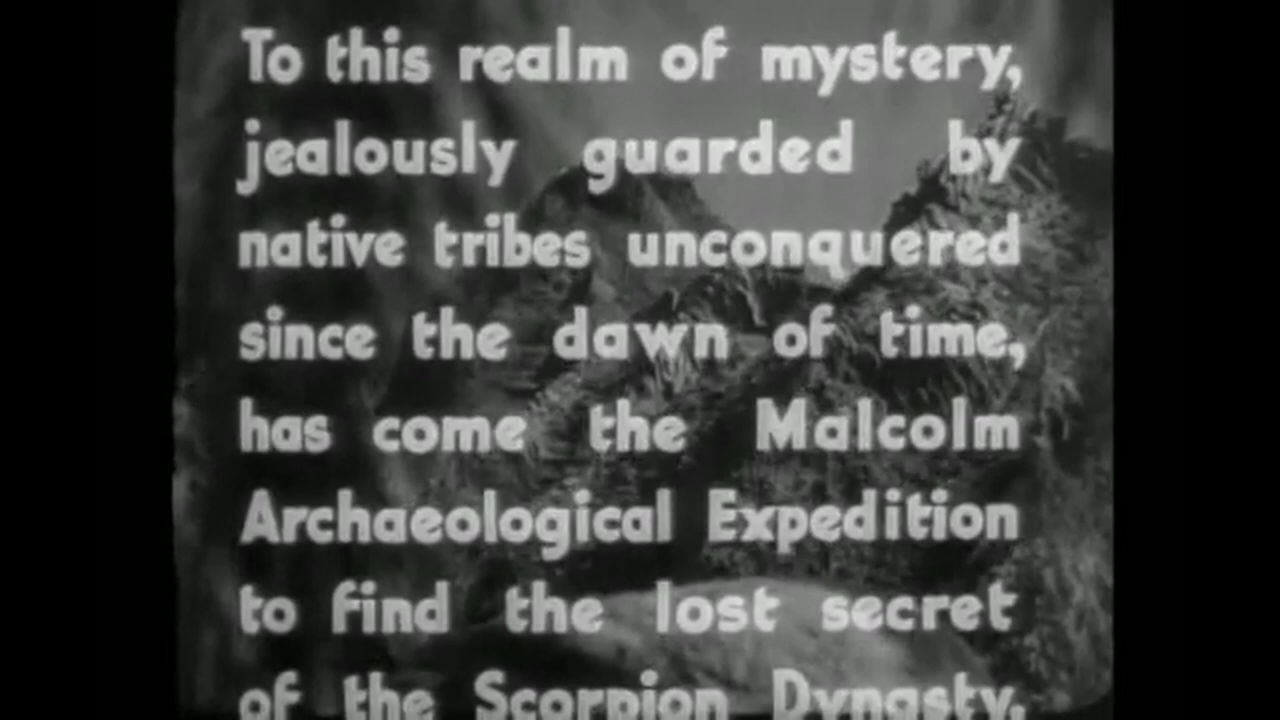 To this realm of mystery,
jealously guarded by
native tribes unconquered
since the dawn of time,
has come the Malcolm
Archaeological Expedition
to find the lost secret
of the Scorpion Dynasty.